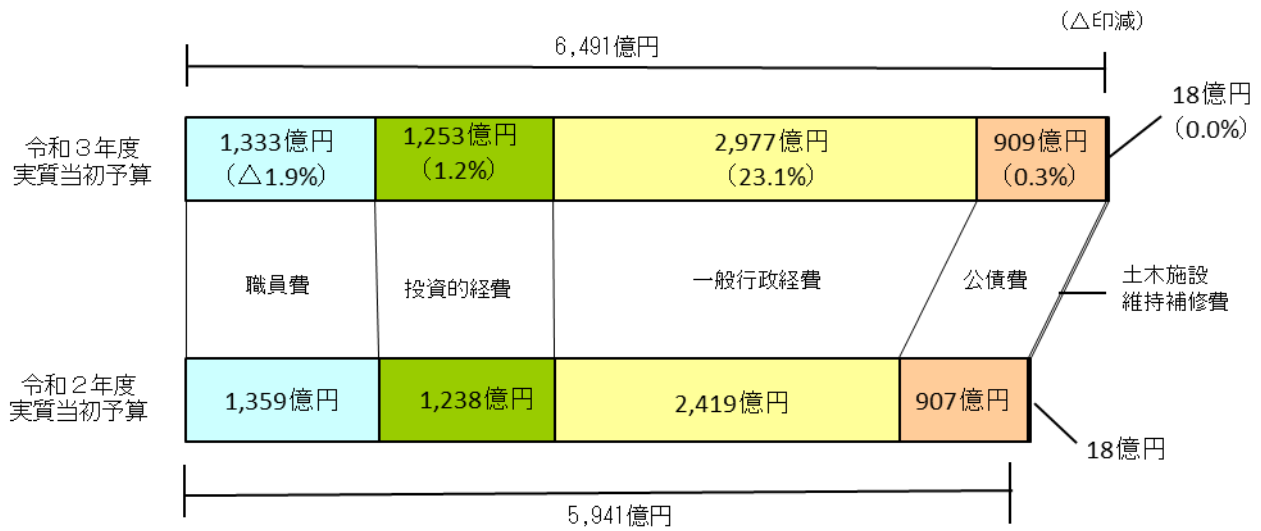 （△印減）
6,491億円
18億円
（0.0%）
令和３年度
実質当初予算
1,333億円
（△1.9%）
1,253億円
（1.2%）
2,977億円
（23.1%）
909億円
（0.3%）
職員費
投資的経費
一般行政経費
公債費
土木施設
維持補修費
令和２年度
実質当初予算
1,359億円
1,238億円
2,419億円
907億円
18億円
5,941億円